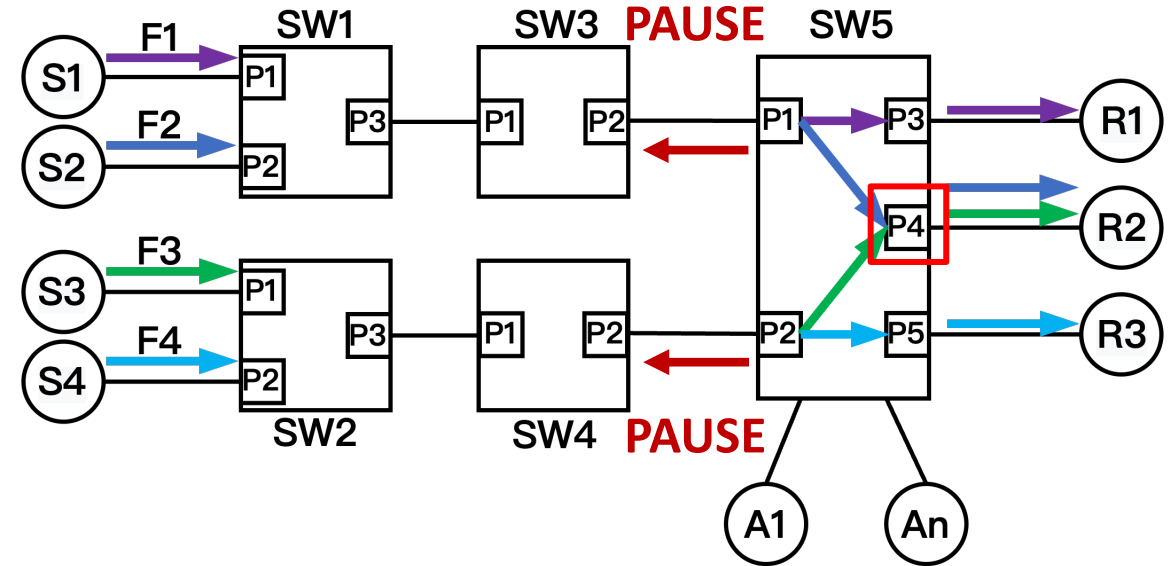 SW1
SW3
PAUSE
SW5
F1
S1
P1
F2
S2
P2
P3
P1
P2
P1
P3
R1
P4
R2
F3
S3
P1
F4
S4
P2
P3
P1
P2
P2
P5
R3
SW2
SW4
PAUSE
A1
An